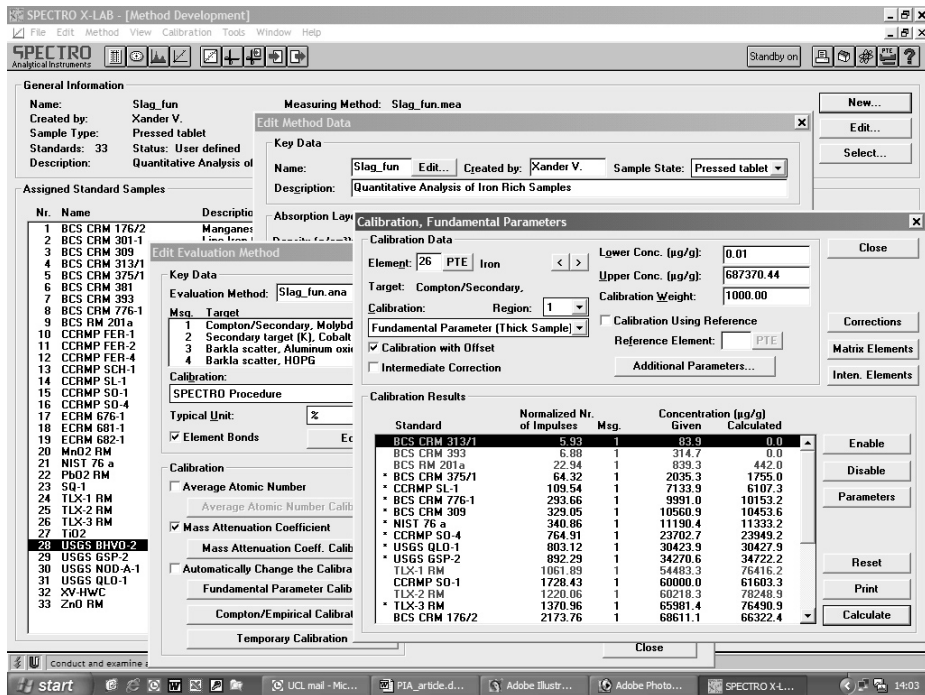 SPECTRO X-LAB - [Method Development]
File Edit Method View Calibration Tools Window Help
SPECTRO
Analytical Instruments
Standby on
PTE
General Information
Name: Slag_fun Measuring Method: Slag_fun.mea
Created by: Xander V.
Sample Type: Pressed tablet
Standards: 33 Status: User defined
Description: Quantitative Analysis of
New...
Edit...
Select...
Assigned Standard Samples
Nr. Name Descriptio
1 BCS CRM 176/2 Manganes
2 BCS CRM 301-1
3 BCS CRM 309
4 BCS CRM 313/1
5 BCS CRM 375/1
6 BCS CRM 381
7 BCS CRM 393
8 BCS CRM 776-1
9 BCS RM 201a
10 CCRMP FER-1
11 CCRMP FER-2
12 CCRMP FER-4
13 CCRMP SCH-1
14 CCRMP SL-1
15 CCRMP SO-1
16 CCRMP SO-4
17 ECRM 676-1
18 ECRM 681-1
19 ECRM 682-1
20 MnO2 RM
21 NIST 76 a
22 PbO2 RM
23 SQ-1
24 TLX-1 RM
25 TLX-2 RM
26 TLX-3 RM
27 TiO2
28 USGS BHVO-2
29 USGS GSP-2
30 USGS NOD-A-1
31 USGS QLO-1
32 XV-HWC
33 ZnO RM
Edit Method Data
Key Data
Name: Slag_fun Edit... Created by: Xander V. Sample State: Pressed tablet
Description: Quantitative Analysis of Iron Rich Samples
Absorption Lay
Close
Edit Evaluation Method
Key Data
Evaluation Method: Slag_fun.ana
Msg. Target
1 Compton/Secondary, Molybd
2 Secondary target (K), Cobalt
3 Barkla scatter, Aluminum oxi
4 Barkla scatter, HOPG
Calibration:
SPECTRO Procedure
Typical Unit: %
Element Bonds Ec
Calibration
Average Atomic Number
Average Atomic Number Calib
Mass Attenuation Coefficient
Mass Attenuation Coeff. Calib
Automatically Change the Calibra
Fundamental Parameter Calib
Compton/Empirical Calibrat
Temporary Calibration
Calibration, Fundamental Parameters
Calibration Data
Element: 26 PTE Iron < >
Target: Compton/Secondary,
Calibration: Region: 1
Fundamental Parameter (Thick Sample)
Calibration with Offset
Intermediate Correction
Lower Conc. (µg/g): 0.01
Upper Conc. (µg/g): 687370.44
Calibration Weight: 1000.00
Calibration Using Reference
Reference Element: PTE
Additional Parameters...
Close
Corrections
Matrix Elements
Inten. Elements
Calibration Results
Normalized Nr. Concentration (µg/g)
Standard of Impulses Msg. Given Calculated
BCS CRM 313/1 5.93 1 83.9 0.0
BCS CRM 393 6.88 1 314.7 0.0
BCS RM 201a 22.94 1 839.3 442.0
* BCS CRM 375/1 64.32 1 2035.3 1755.0
* CCRMP SL-1 109.54 1 7133.9 6107.3
* BCS CRM 776-1 293.66 1 9991.0 10153.2
* BCS CRM 309 329.05 1 10560.9 10453.6
* NIST 76 a 340.86 1 11190.4 11333.2
* CCRMP SO-4 764.91 1 23702.7 23949.2
* USGS QLO-1 803.12 1 30423.9 30427.9
* USGS GSP-2 892.29 1 34270.6 34722.2
TLX-1 RM 1061.89 1 54483.3 76416.2
CCRMP SO-1 1728.43 1 60000.0 61603.3
TLX-2 RM 1220.06 1 60218.3 78248.9
* TLX-3 RM 1370.96 1 65981.4 76490.9
BCS CRM 176/2 2173.76 1 68611.1 66322.4
Enable
Disable
Parameters
Reset
Print
Calculate
Conduct and examine
start
UCL mail - Mic...
PIA_article.d...
Adobe Illustr...
Adobe Photo...
SPECTRO X-L...
14:03